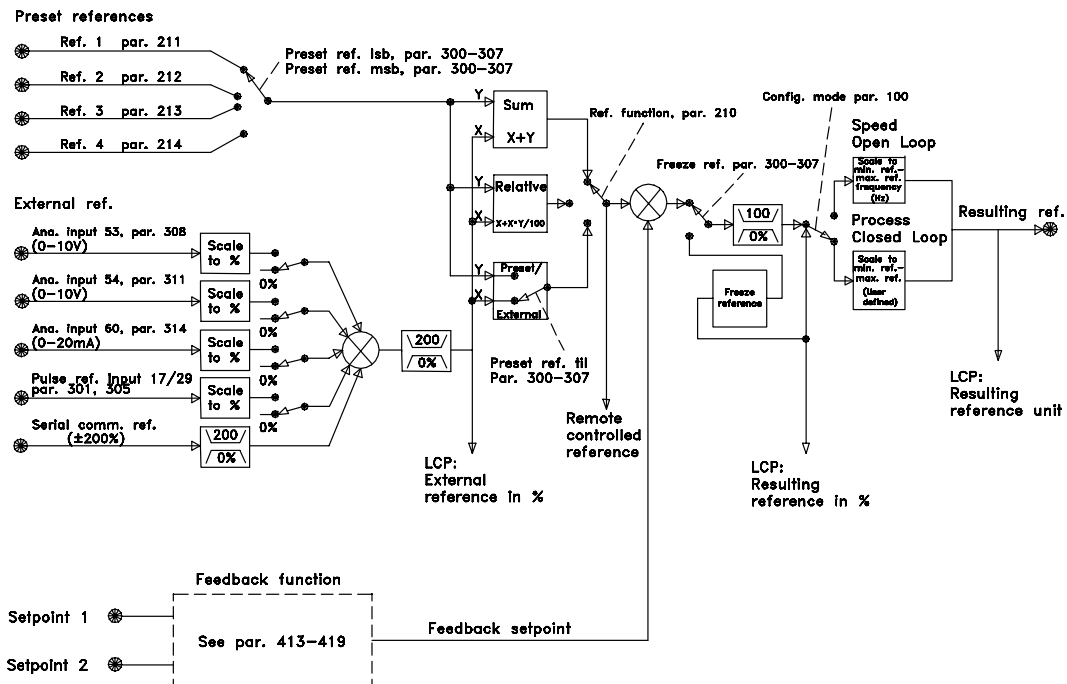 Preset references
Ref. 1 par. 211
Ref. 2 par. 212
Ref. 3 par. 213
Ref. 4 par. 214
Preset ref. lsb, par. 300-307
Preset ref. msb, par. 300-307
External ref.
Ana. input 53, par. 308
(0-10V)
Ana. input 54, par. 311
(0-10V)
Ana. input 60, par. 314
(0-20mA)
Pulse ref. input 17/29
par. 301, 305
Serial comm. ref.
(±200%)
Scale
to %
0%
Scale
to %
0%
Scale
to %
0%
Scale
to %
0%
200
0%
200
0%
LCP:
External
reference in %
Y
Sum
X
X+Y
Y
Relative
X
X+X*Y/100
Y
Preset/
X
External
Preset ref. til
Par. 300-307
Ref. function, par. 210
Remote
controlled
reference
Freeze ref. par. 300-307
100
0%
Freeze
reference
Config. mode par. 100
LCP:
Resulting
reference in %
Speed
Open Loop
Scale to
min. ref.-
max. ref.
frequency
(Hz)
Process
Closed Loop
Scale to
min. ref.-
max. ref.
(User
defined)
Resulting ref.
LCP:
Resulting
reference unit
Feedback function
Setpoint 1
See par. 413-419
Setpoint 2
Feedback setpoint